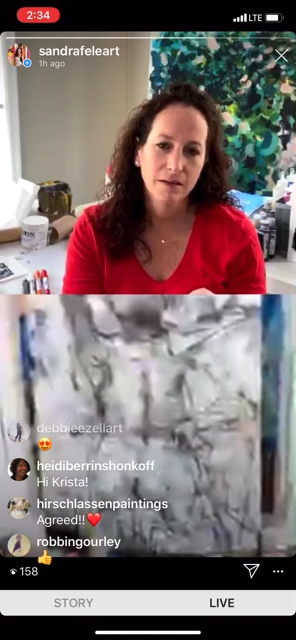 2:34
LTE
sandrafeleart
1h ago
debbieezellart
😍
heidiberrinshonkoff
Hi Krista!
hirschlassenpaintings
Agreed!!❤️
robbingourley
👍
158
STORY
LIVE